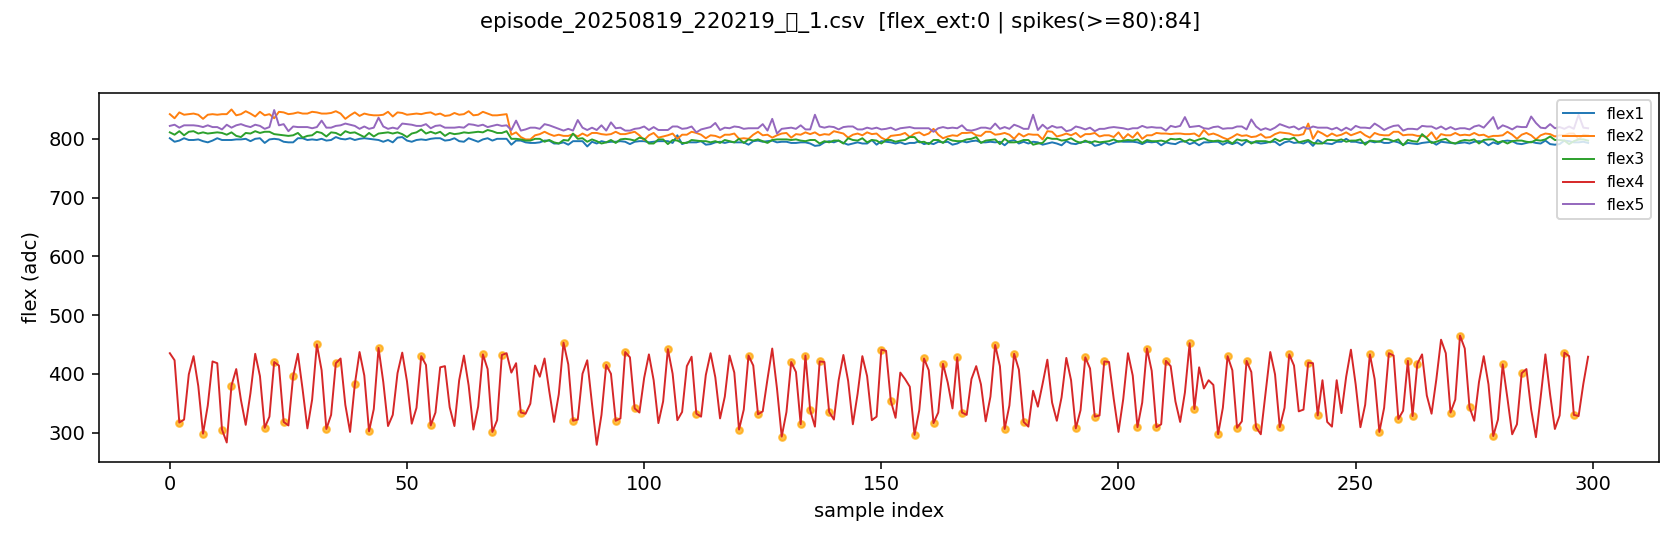 episode_20250819_220219_▯_1.csv [flex_ext:0 | spikes(>=80):84]
flex (adc)
800
700
600
500
400
300
0
50
100
150
200
250
300
sample index
flex1
flex2
flex3
flex4
flex5